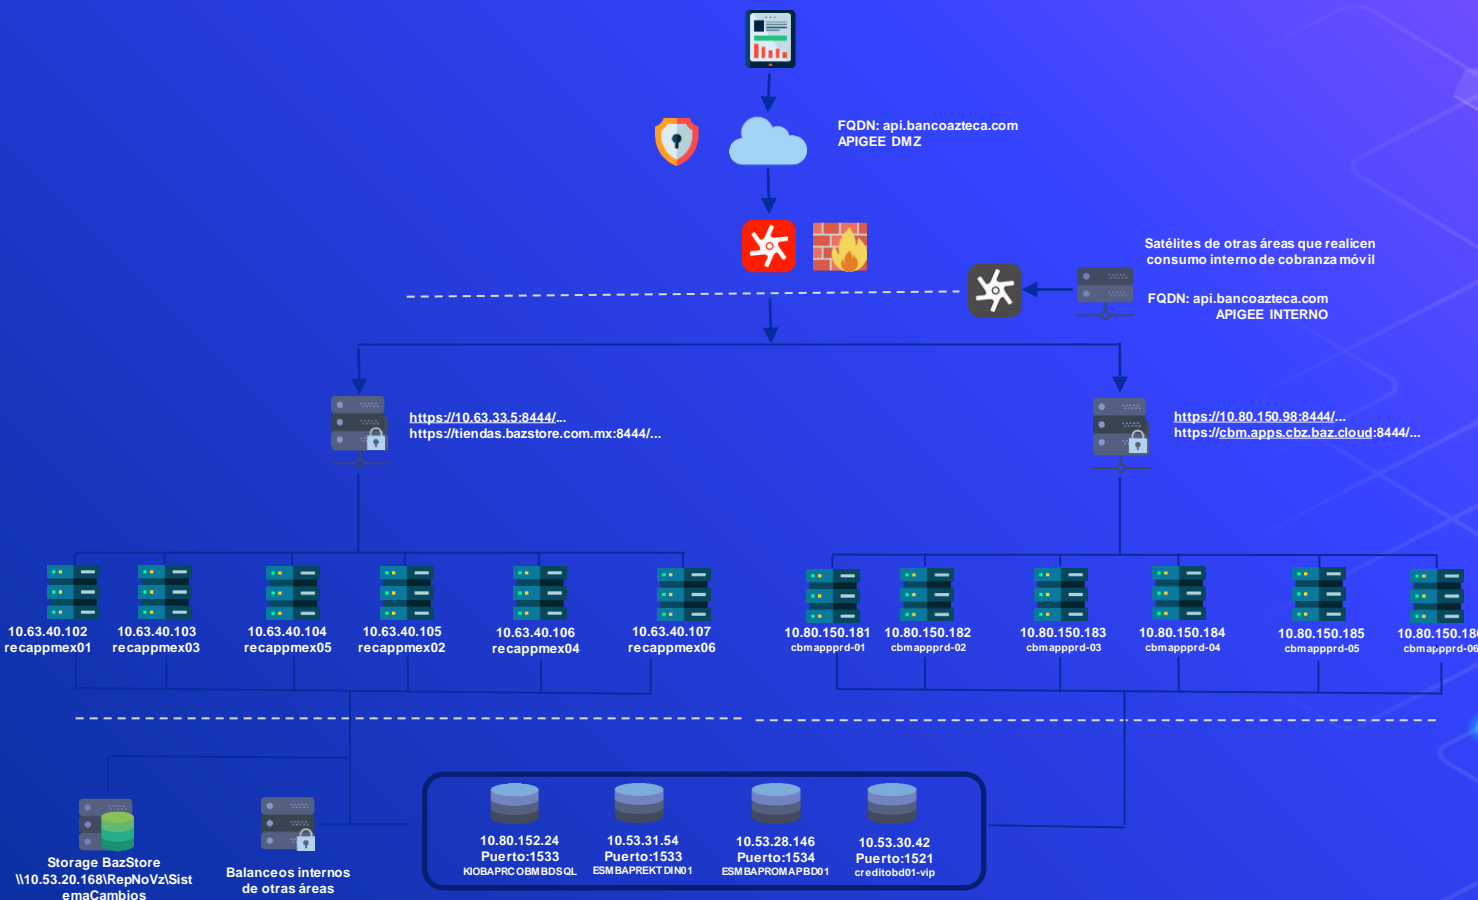 FQDN: api.bancoazteca.com
APIGEE DMZ
Satélites de otras áreas que realicen
consumo interno de cobranza móvil
FQDN: api.bancoazteca.com
APIGEE INTERNO
https://10.63.33.5:8444/...
https://tiendas.bazstore.com.mx:8444/...
https://10.80.150.98:8444/...
https://cbm.apps.cbz.baz.cloud:8444/...
10.63.40.102
recappmex01
10.63.40.103
recappmex03
10.63.40.104
recappmex05
10.63.40.105
recappmex02
10.63.40.106
recappmex04
10.63.40.107
recappmex06
10.80.150.181
cbmappprd-01
10.80.150.182
cbmappprd-02
10.80.150.183
cbmappprd-03
10.80.150.184
cbmappprd-04
10.80.150.185
cbmappprd-05
10.80.150.186
cbmappprd-06
Storage BazStore
\\10.53.20.168\RepNoVz\Sist
emaCambios
Balanceos internos
de otras áreas
10.80.152.24
Puerto:1533
KIOBAPRCOBMBDSQL
10.53.31.54
Puerto:1533
ESMBAPREKTDIN01
10.53.28.146
Puerto:1534
ESMBAPROMAPBD01
10.53.30.42
Puerto:1521
creditobd01-vip